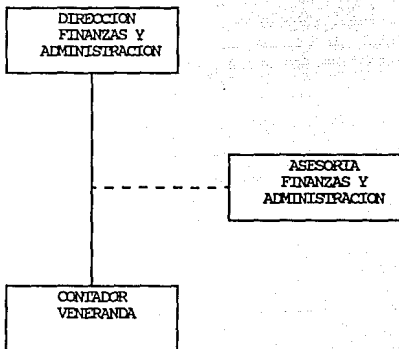 DIRECCION
FINANZAS Y
ADMINISTRACION
ASESORIA
FINANZAS Y
ADMINISTRACION
CONTADOR
VENERANDA